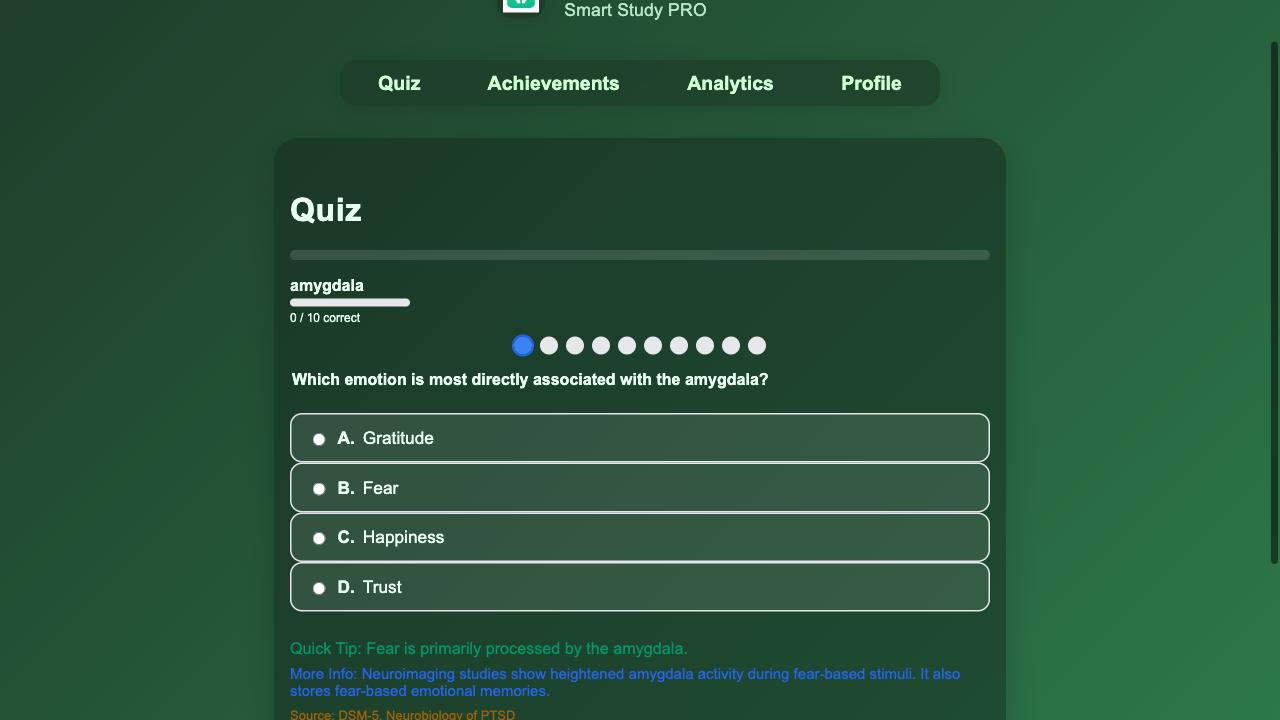 Smart Study PRO
Quiz Achievements Analytics Profile
Quiz
amygdala
0 / 10 correct
Which emotion is most directly associated with the amygdala?
A. Gratitude
B. Fear
C. Happiness
D. Trust
Quick Tip: Fear is primarily processed by the amygdala.
More Info: Neuroimaging studies show heightened amygdala activity during fear-based stimuli. It also
stores fear-based emotional memories.
Source: DSM-5, Neurobiology of PTSD